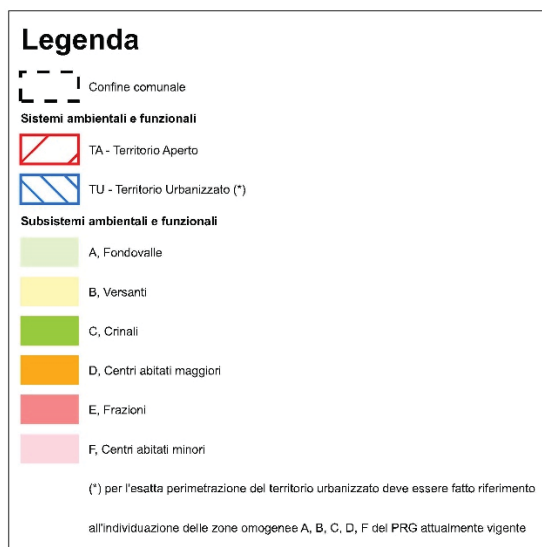 Legenda
Confine comunale
Sistemi ambientali e funzionali
TA - Territorio Aperto
TU - Territorio Urbanizzato (*)
Subsistemi ambientali e funzionali
A, Fondovalle
B, Versanti
C, Crinali
D, Centri abitati maggiori
E, Frazioni
F, Centri abitati minori
(*) per l'esatta perimetrazione del territorio urbanizzato deve essere fatto riferimento
all'individuazione delle zone omogenee A, B, C, D, F del PRG attualmente vigente